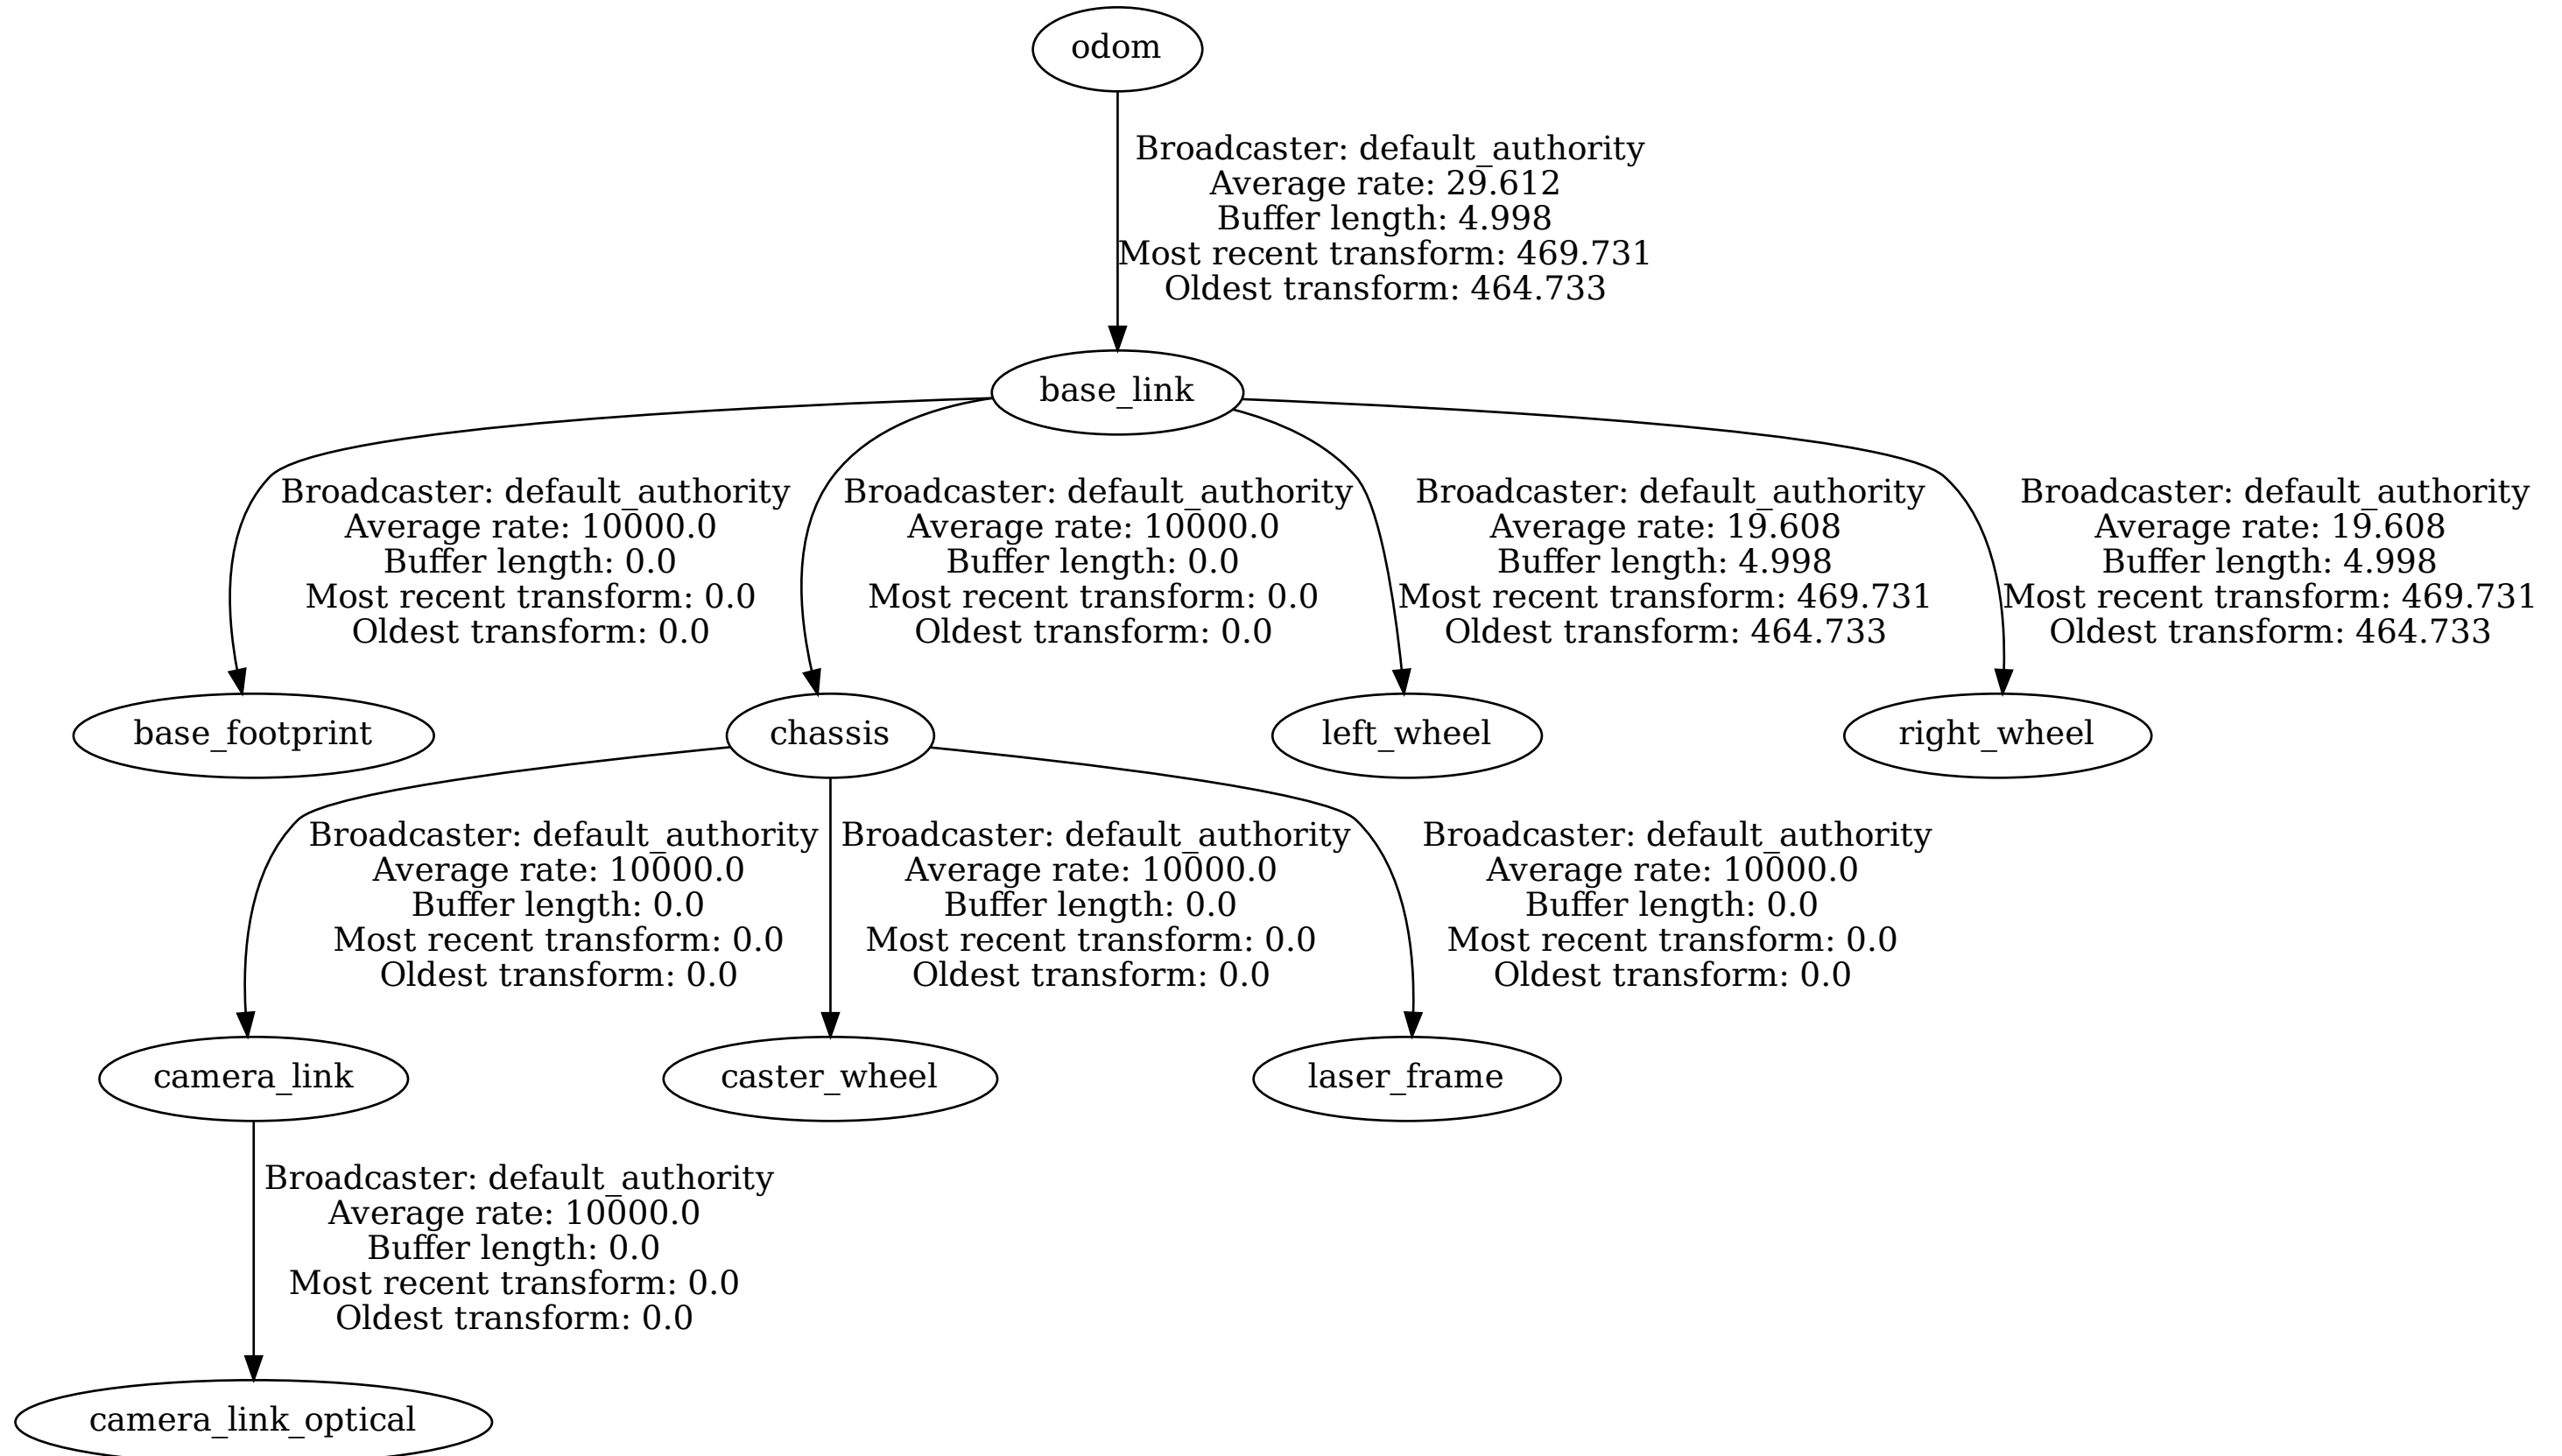 odom
Broadcaster: default_authority
Average rate: 29.612
Buffer length: 4.998
Most recent transform: 469.731
Oldest transform: 464.733
base_link
Broadcaster: default_authority
Average rate: 10000.0
Buffer length: 0.0
Most recent transform: 0.0
Oldest transform: 0.0
Broadcaster: default_authority
Average rate: 10000.0
Buffer length: 0.0
Most recent transform: 0.0
Oldest transform: 0.0
Broadcaster: default_authority
Average rate: 19.608
Buffer length: 4.998
Most recent transform: 469.731
Oldest transform: 464.733
Broadcaster: default_authority
Average rate: 19.608
Buffer length: 4.998
Most recent transform: 469.731
Oldest transform: 464.733
base_footprint
chassis
left_wheel
right_wheel
Broadcaster: default_authority
Average rate: 10000.0
Buffer length: 0.0
Most recent transform: 0.0
Oldest transform: 0.0
Broadcaster: default_authority
Average rate: 10000.0
Buffer length: 0.0
Most recent transform: 0.0
Oldest transform: 0.0
Broadcaster: default_authority
Average rate: 10000.0
Buffer length: 0.0
Most recent transform: 0.0
Oldest transform: 0.0
camera_link
caster_wheel
laser_frame
Broadcaster: default_authority
Average rate: 10000.0
Buffer length: 0.0
Most recent transform: 0.0
Oldest transform: 0.0
camera_link_optical